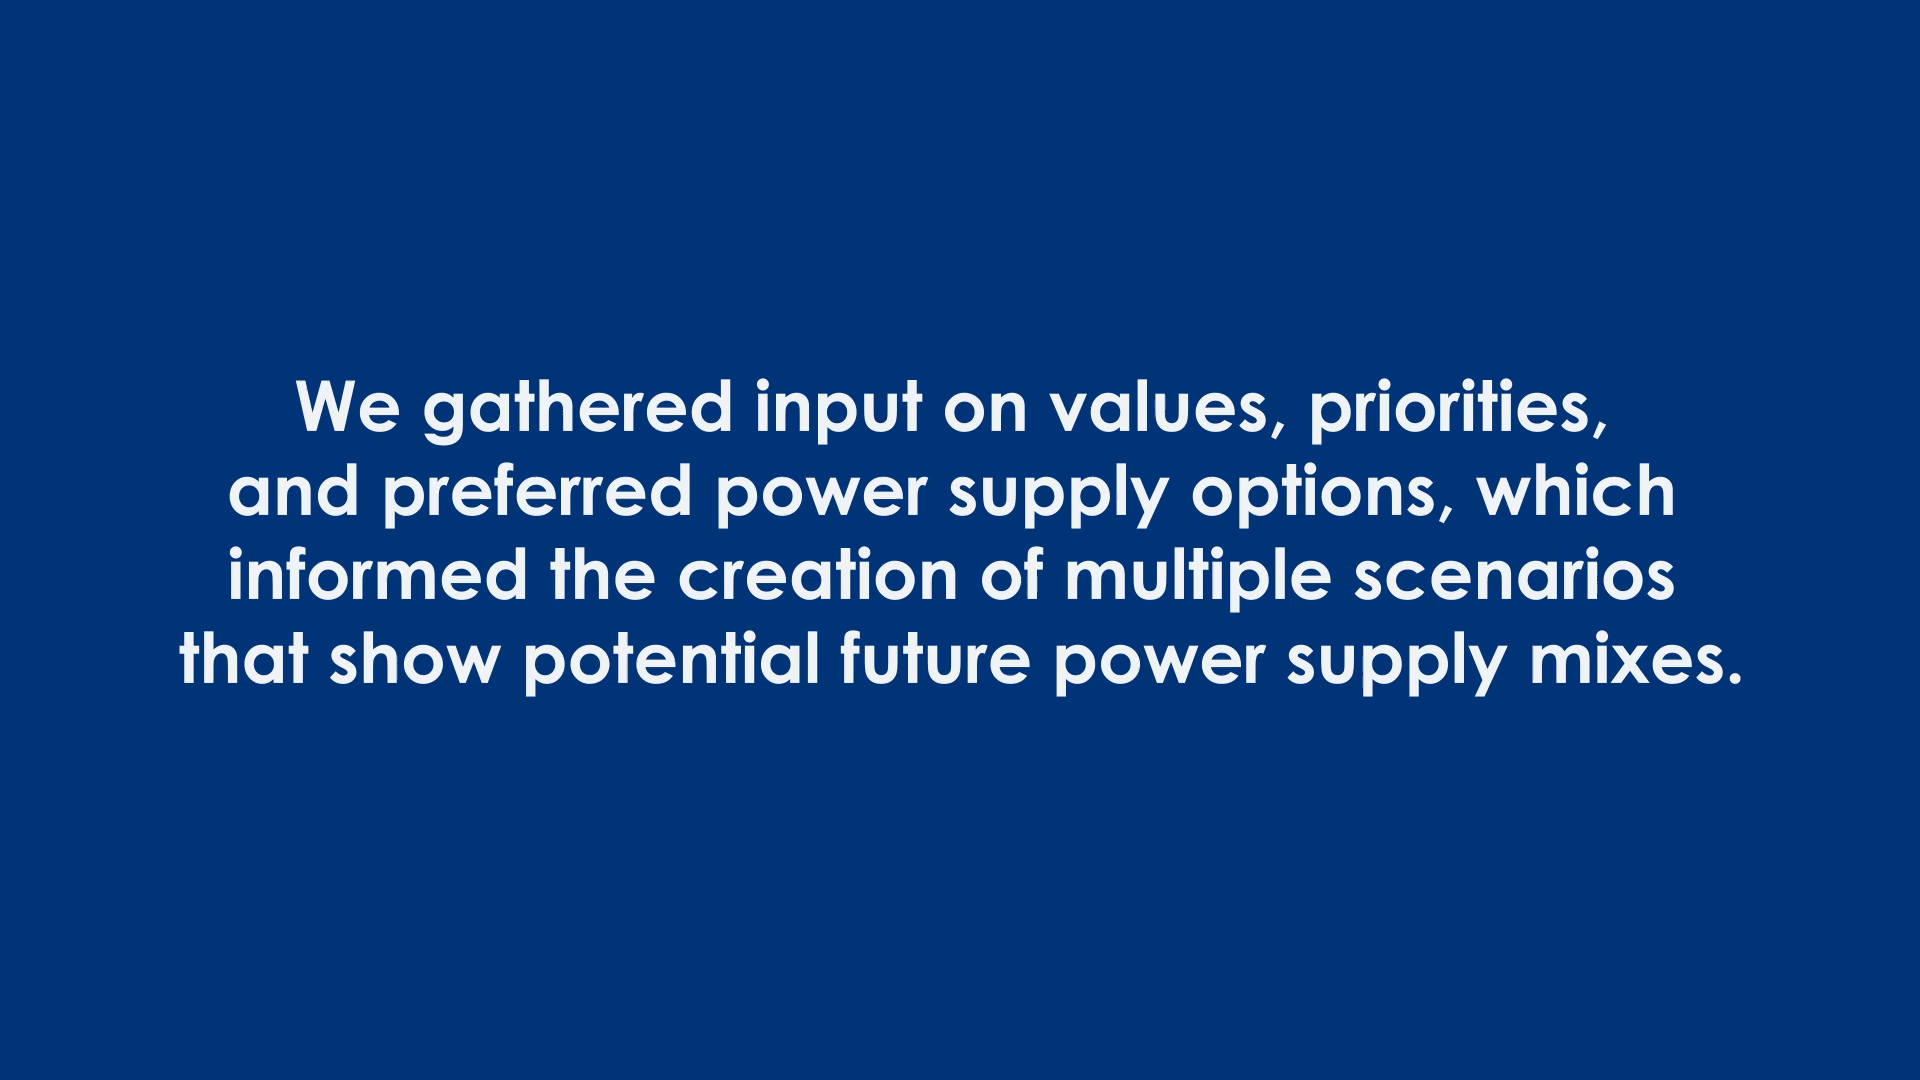 We gathered input on values, priorities,
and preferred power supply options, which
informed the creation of multiple scenarios
that show potential future power supply mixes.